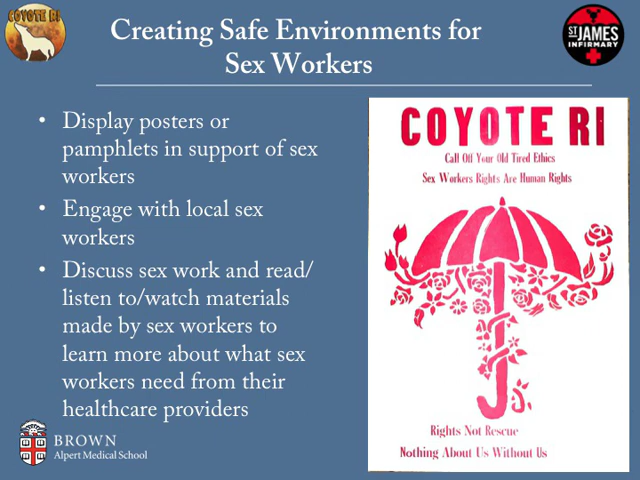 COYOTE RI
Creating Safe Environments for
Sex Workers
ST JAMES
INFIRMARY
• Display posters or
pamphlets in support of sex
workers
• Engage with local sex
workers
• Discuss sex work and read/
listen to/watch materials
made by sex workers to
learn more about what sex
workers need from their
healthcare providers
COYOTE RI
Call Off Your Old Tired Ethics
Sex Workers Rights Are Human Rights
Rights Not Rescue
Nothing About Us Without Us
BROWN
Alpert Medical School